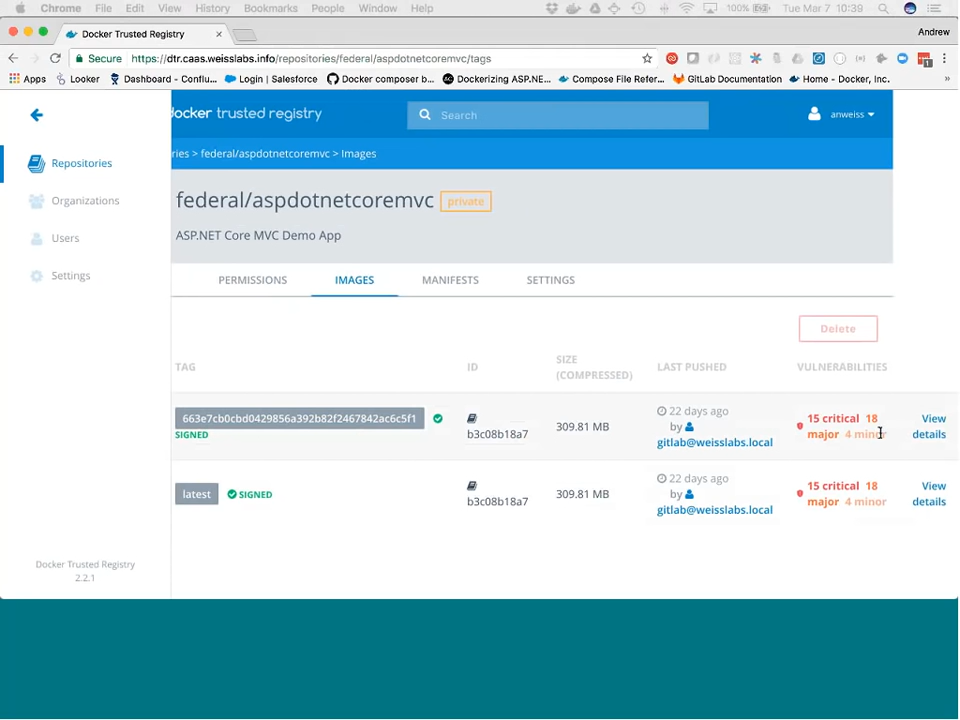 Chrome File Edit View History Bookmarks People Window Help 100% Tue Mar 7 10:39
Docker Trusted Registry Andrew
Secure https://dtr.caas.weisslabs.info/repositories/federal/aspdotnetcoremvc/tags
Apps Looker Dashboard - Conflu... Login | Salesforce Docker composer b... Dockerizing ASP.NE... Compose File Refer... GitLab Documentation Home - Docker, Inc. »
docker trusted registry Search anweiss
ries > federal/aspdotnetcoremvc > Images
Repositories
Organizations
Users
Settings
federal/aspdotnetcoremvc private
ASP.NET Core MVC Demo App
PERMISSIONS IMAGES MANIFESTS SETTINGS
Delete
TAG ID SIZE (COMPRESSED) LAST PUSHED VULNERABILITIES
663e7cb0cbd0429856a392b82f2467842ac6c5f1
SIGNED
b3c08b18a7
309.81 MB
22 days ago
by
gitlab@weisslabs.local
15 critical 18
major 4 minor
View
details
latest SIGNED
b3c08b18a7
309.81 MB
22 days ago
by
gitlab@weisslabs.local
15 critical 18
major 4 minor
View
details
Docker Trusted Registry
2.2.1